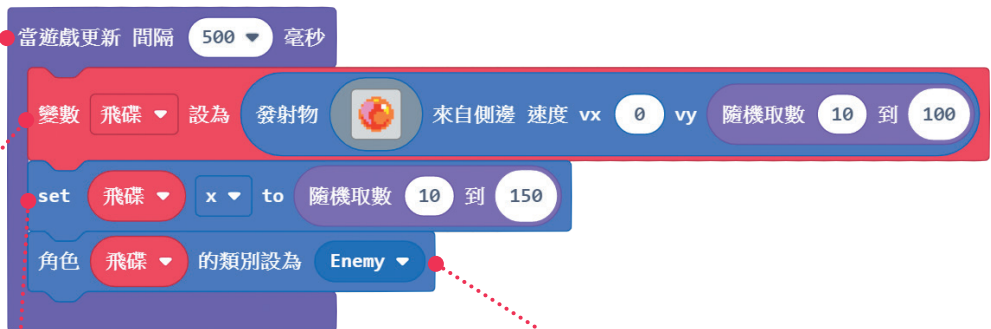 當遊戲更新 間隔 500 毫秒
變數 飛碟 設為 發射物 來自側邊 速度 vx 0 vy 隨機取數 10 到 100
set 飛碟 x to 隨機取數 10 到 150
角色 飛碟 的類別設為 Enemy